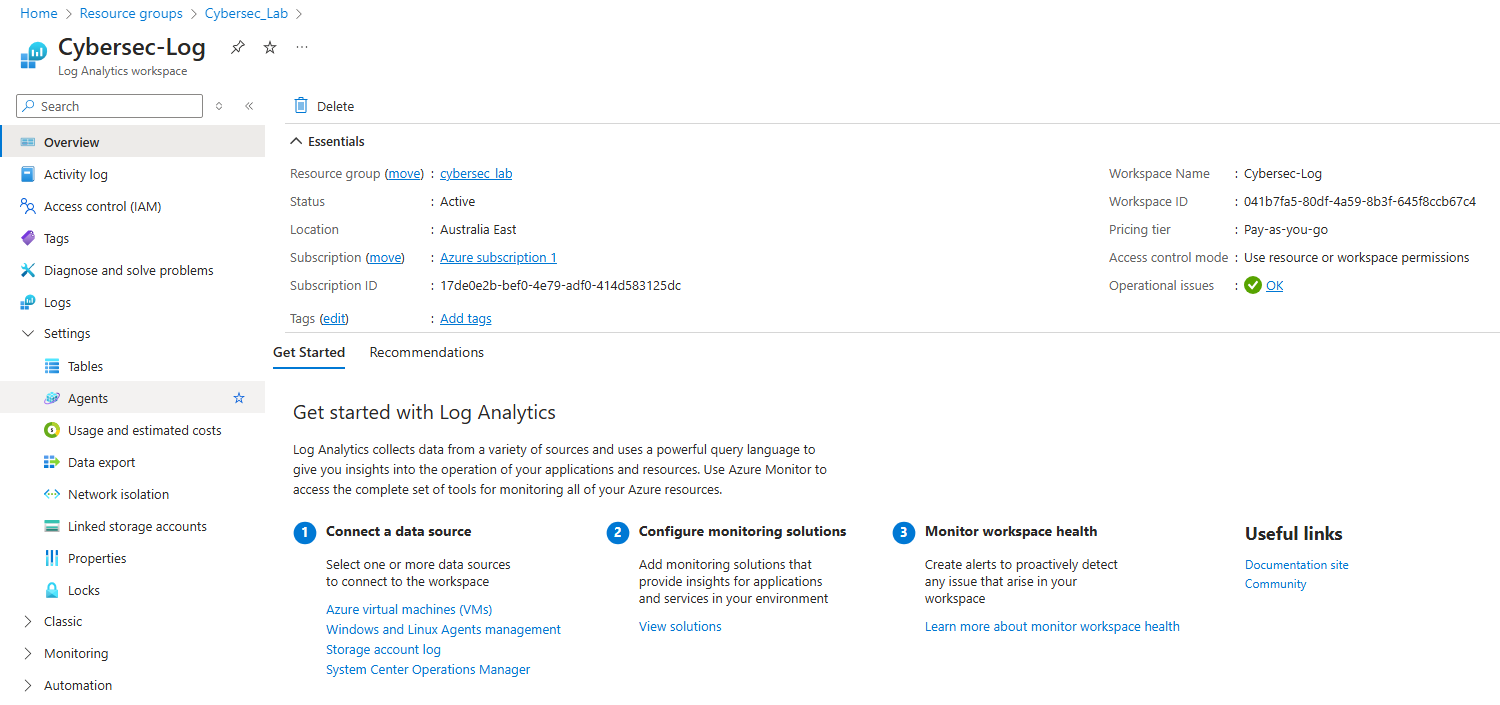 Home > Resource groups > Cybersec_Lab >
Cybersec-Log
Log Analytics workspace
Search
Overview
Activity log
Access control (IAM)
Tags
Diagnose and solve problems
Logs
Settings
Tables
Agents
Usage and estimated costs
Data export
Network isolation
Linked storage accounts
Properties
Locks
Classic
Monitoring
Automation
Delete
Essentials
Resource group (move) : cybersec_lab
Status : Active
Location : Australia East
Subscription (move) : Azure subscription 1
Subscription ID : 17de0e2b-bef0-4e79-adf0-414d583125dc
Tags (edit) : Add tags
Workspace Name : Cybersec-Log
Workspace ID : 041b7fa5-80df-4a59-8b3f-645f8ccb67c4
Pricing tier : Pay-as-you-go
Access control mode : Use resource or workspace permissions
Operational issues : OK
Get Started Recommendations
Get started with Log Analytics
Log Analytics collects data from a variety of sources and uses a powerful query language to
give you insights into the operation of your applications and resources. Use Azure Monitor to
access the complete set of tools for monitoring all of your Azure resources.
1 Connect a data source
Select one or more data sources
to connect to the workspace
Azure virtual machines (VMs)
Windows and Linux Agents management
Storage account log
System Center Operations Manager
2 Configure monitoring solutions
Add monitoring solutions that
provide insights for applications
and services in your environment
View solutions
3 Monitor workspace health
Create alerts to proactively detect
any issue that arise in your
workspace
Learn more about monitor workspace health
Useful links
Documentation site
Community